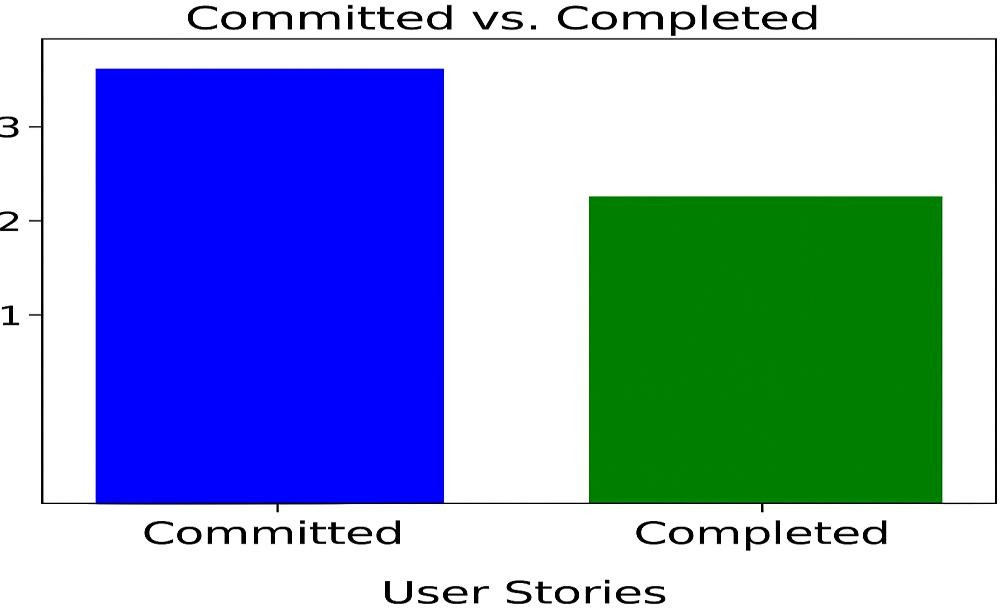 Committed vs. Completed
3
2
1
Committed Completed
User Stories